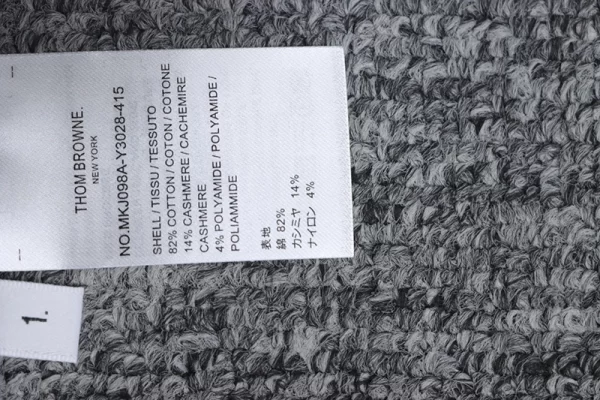 THOM BROWNE.
NEW YORK
NO.MKJ098A-Y3028-415
SHELL / TISSU / TESSUTO
82% COTTON / COTON / COTONE
14% CASHMERE / CACHEMIRE
CASHMERE
4% POLYAMIDE / POLYAMIDE /
POLIAMMIDE
表地
綿 82%
カシミヤ 14%
ナイロン 4%
1.